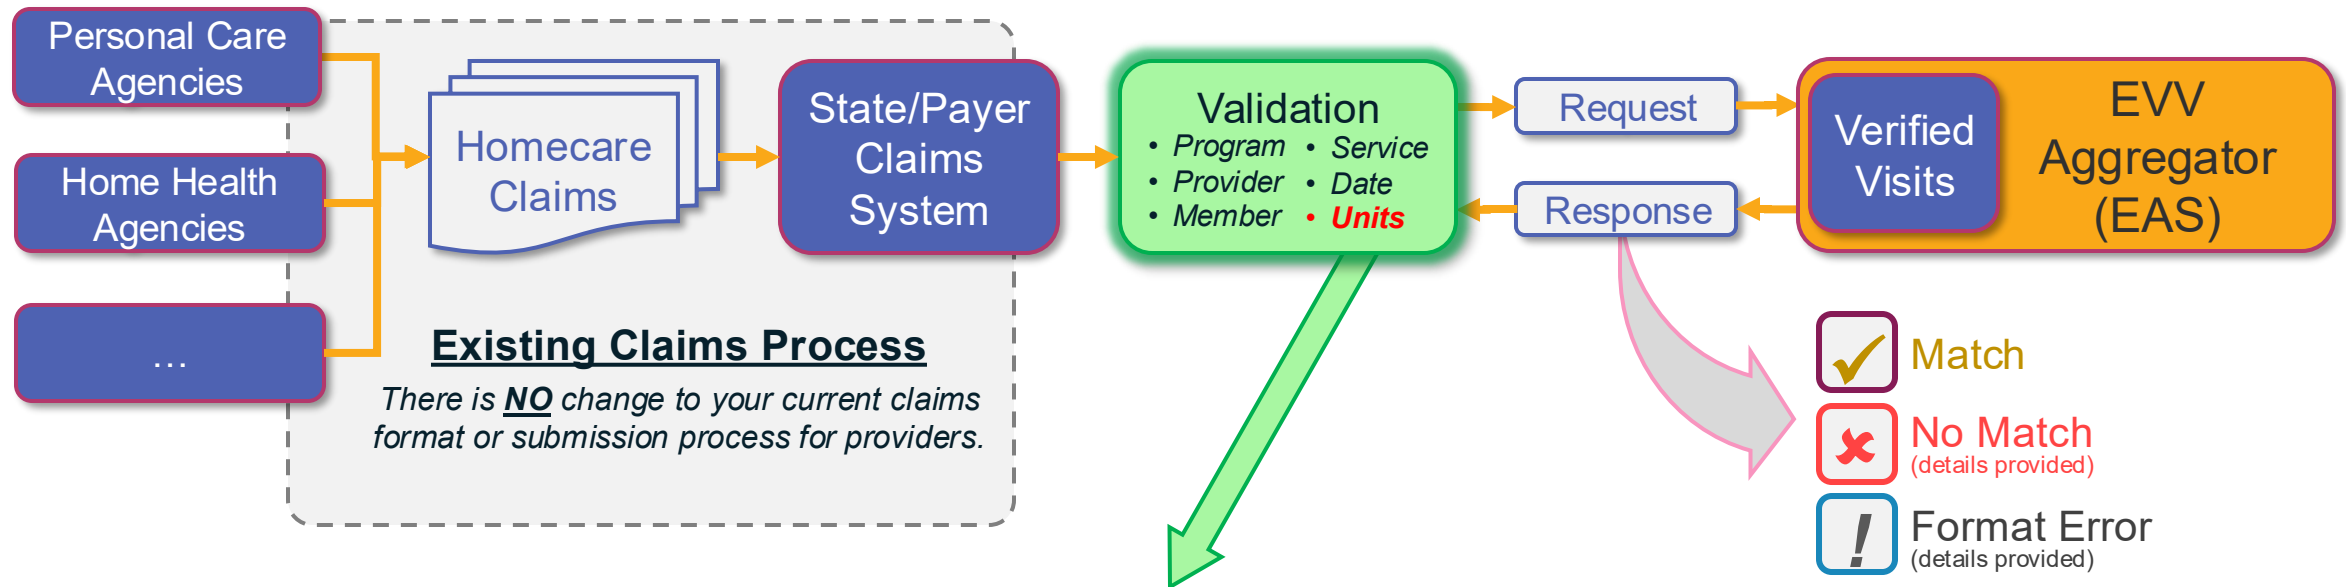 Personal Care
Agencies
Home Health
Agencies
...
Homecare
Claims
State/Payer
Claims
System
Existing Claims Process
There is NO change to your current claims
format or submission process for providers.
Validation
• Program • Service
• Provider • Date
• Member • Units
Request
Response
Verified
Visits
EVV
Aggregator
(EAS)
Match
No Match
(details provided)
!
Format Error
(details provided)